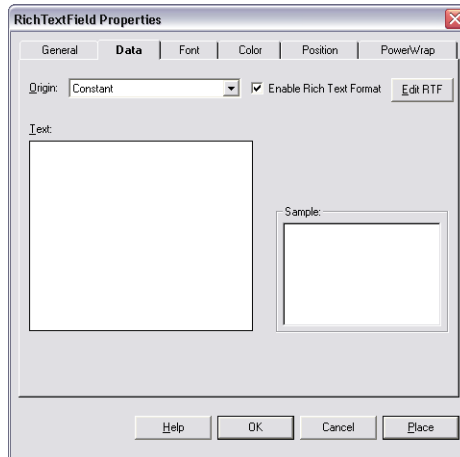 RichTextField Properties
General Data Font Color Position PowerWrap
Origin: Constant Enable Rich Text Format Edit RTF
Text:
Sample:
Help OK Cancel Place